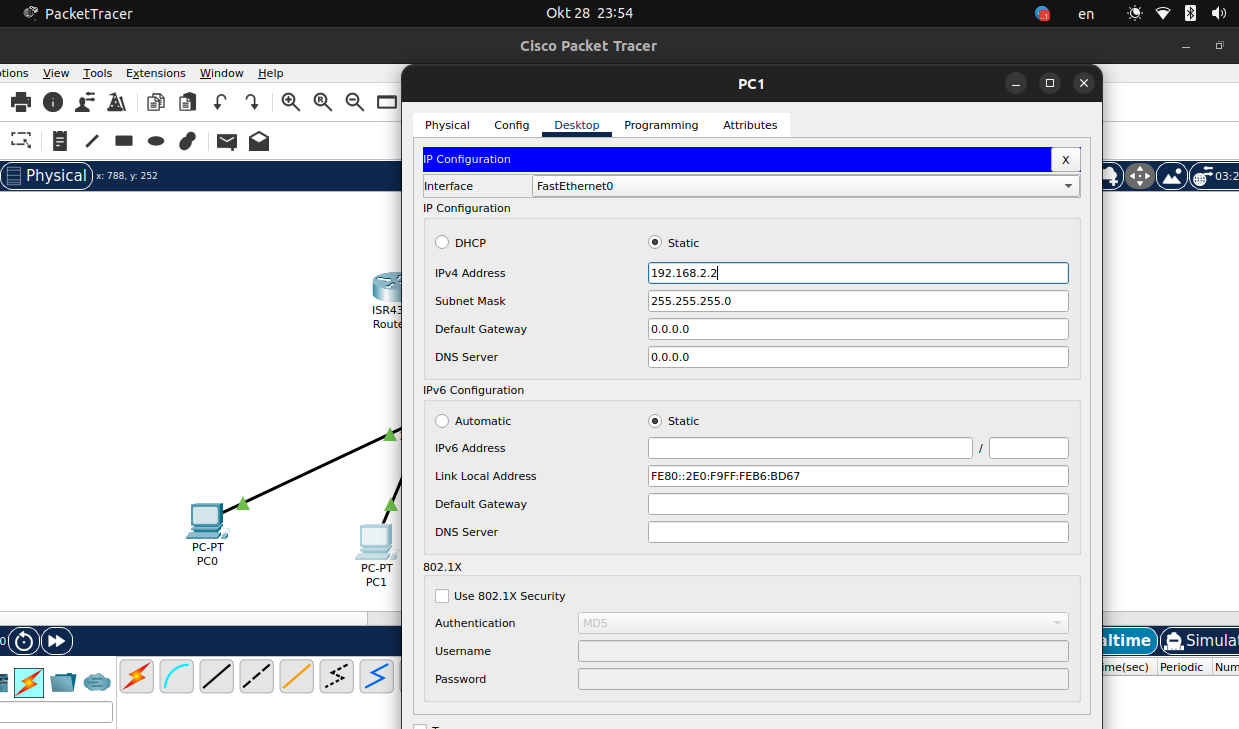 PacketTracer Okt 28 23:54 1 en
Cisco Packet Tracer
tions View Tools Extensions Window Help
PC1
Physical Config Desktop Programming Attributes
IP Configuration X
Physical x: 788, y: 252
03:2
Interface FastEthernet0
IP Configuration
DHCP Static
IPv4 Address 192.168.2.2
Subnet Mask 255.255.255.0
Default Gateway 0.0.0.0
DNS Server 0.0.0.0
ISR43
Route
IPv6 Configuration
Automatic Static
IPv6 Address /
Link Local Address FE80::2E0:F9FF:FEB6:BD67
Default Gateway
DNS Server
PC-PT
PC0
PC-PT
PC1
802.1X
Use 802.1X Security
Authentication MD5
Username
Password
0
altime Simulat
ime(sec) Periodic Num